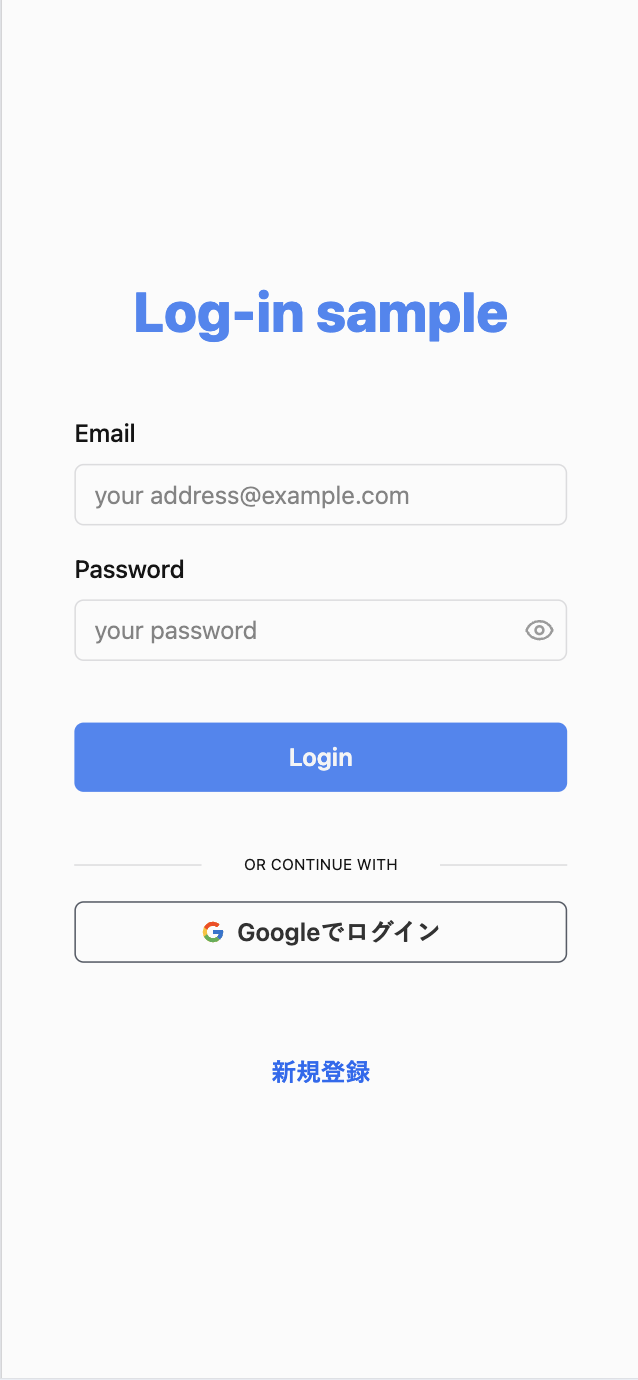 Log-in sample
Email
your address@example.com
Password
your password
Login
OR CONTINUE WITH
Googleでログイン
新規登録